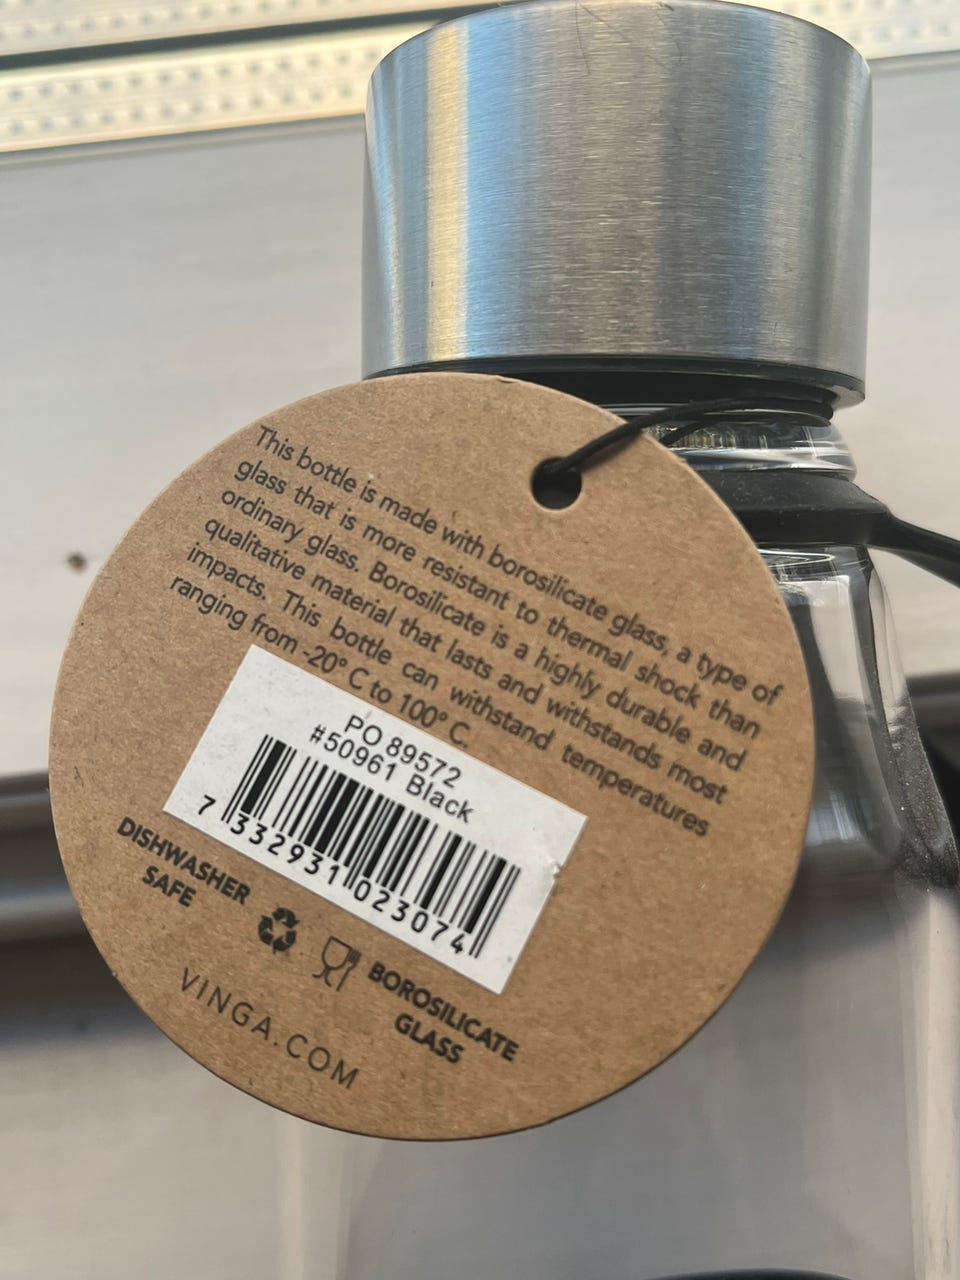 This bottle is made with borosilicate glass, a type of
glass that is more resistant to thermal shock than
ordinary glass. Borosilicate is a highly durable and
qualitative material that lasts and withstands most
impacts. This bottle can withstand temperatures
ranging from -20° C to 100° C.
PO 89572
#50961 Black
7 332931 023074
DISHWASHER
SAFE
BOROSILICATE
GLASS
VINGA.COM